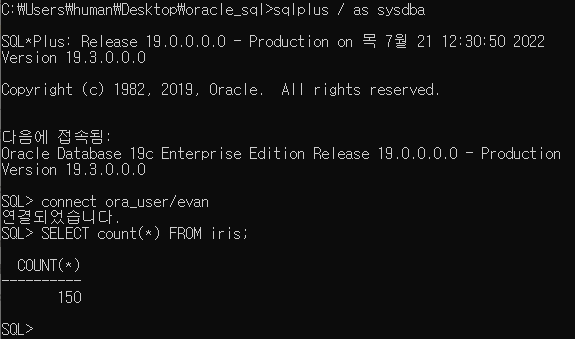 C:₩Users₩human₩Desktop₩oracle_sql>sqlplus / as sysdba
SQL*Plus: Release 19.0.0.0.0 - Production on 목 7월 21 12:30:50 2022
Version 19.3.0.0.0
Copyright (c) 1982, 2019, Oracle.  All rights reserved.
다음에 접속됨:
Oracle Database 19c Enterprise Edition Release 19.0.0.0.0 - Production
Version 19.3.0.0.0
SQL> connect ora_user/evan
연결되었습니다.
SQL> SELECT count(*) FROM iris;
  COUNT(*)
----------
       150
SQL>